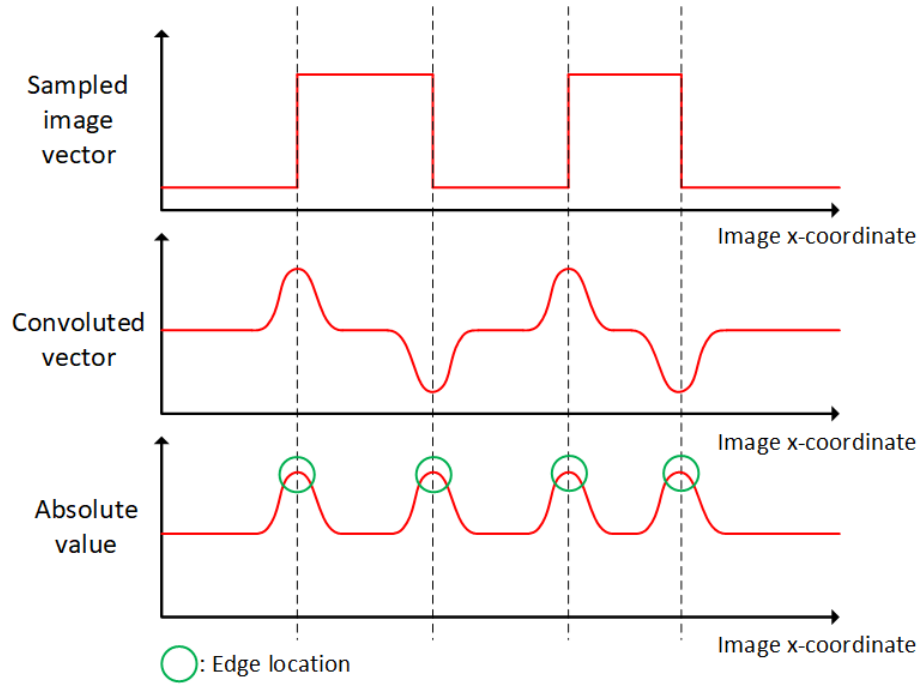 Sampled
image
vector
Image x-coordinate
Convoluted
vector
Image x-coordinate
Absolute
value
Image x-coordinate
: Edge location